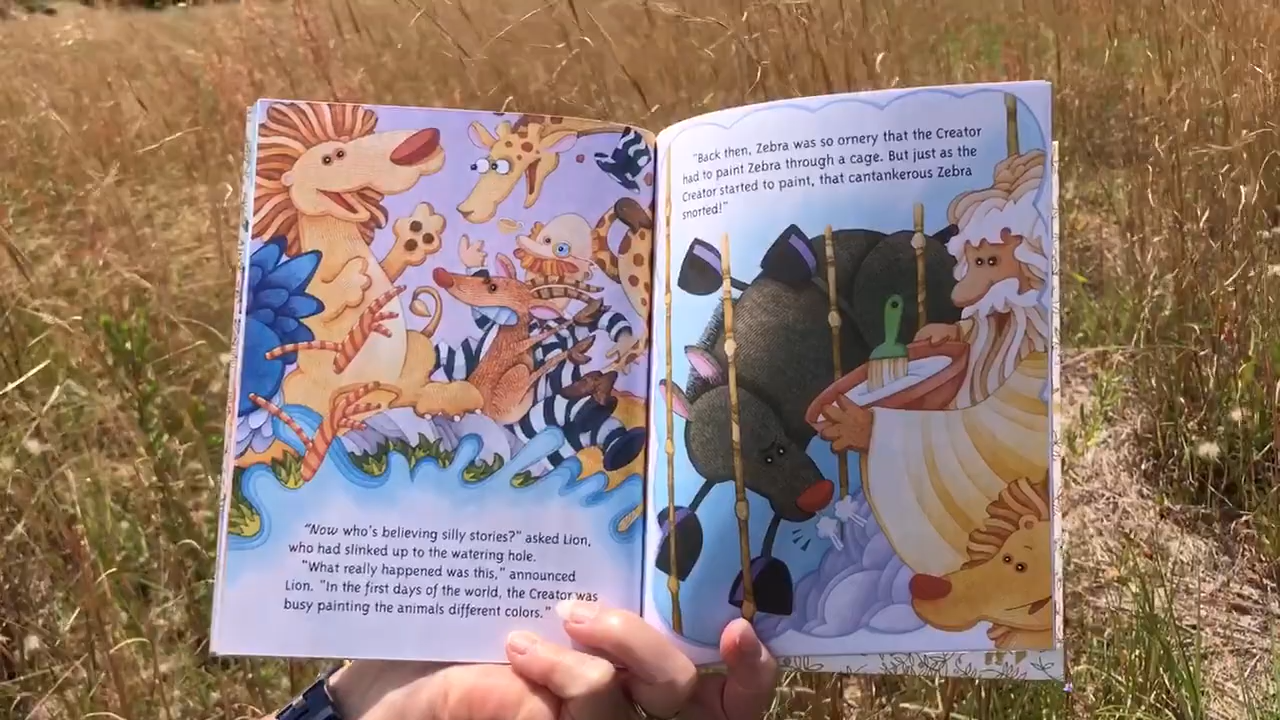 "Now who's believing silly stories?" asked Lion,
who had slinked up to the watering hole.
"What really happened was this," announced
Lion. "In the first days of the world, the Creator was
busy painting the animals different colors."
"Back then, Zebra was so ornery that the Creator
had to paint Zebra through a cage. But just as the
Creator started to paint, that cantankerous Zebra
snorted!"